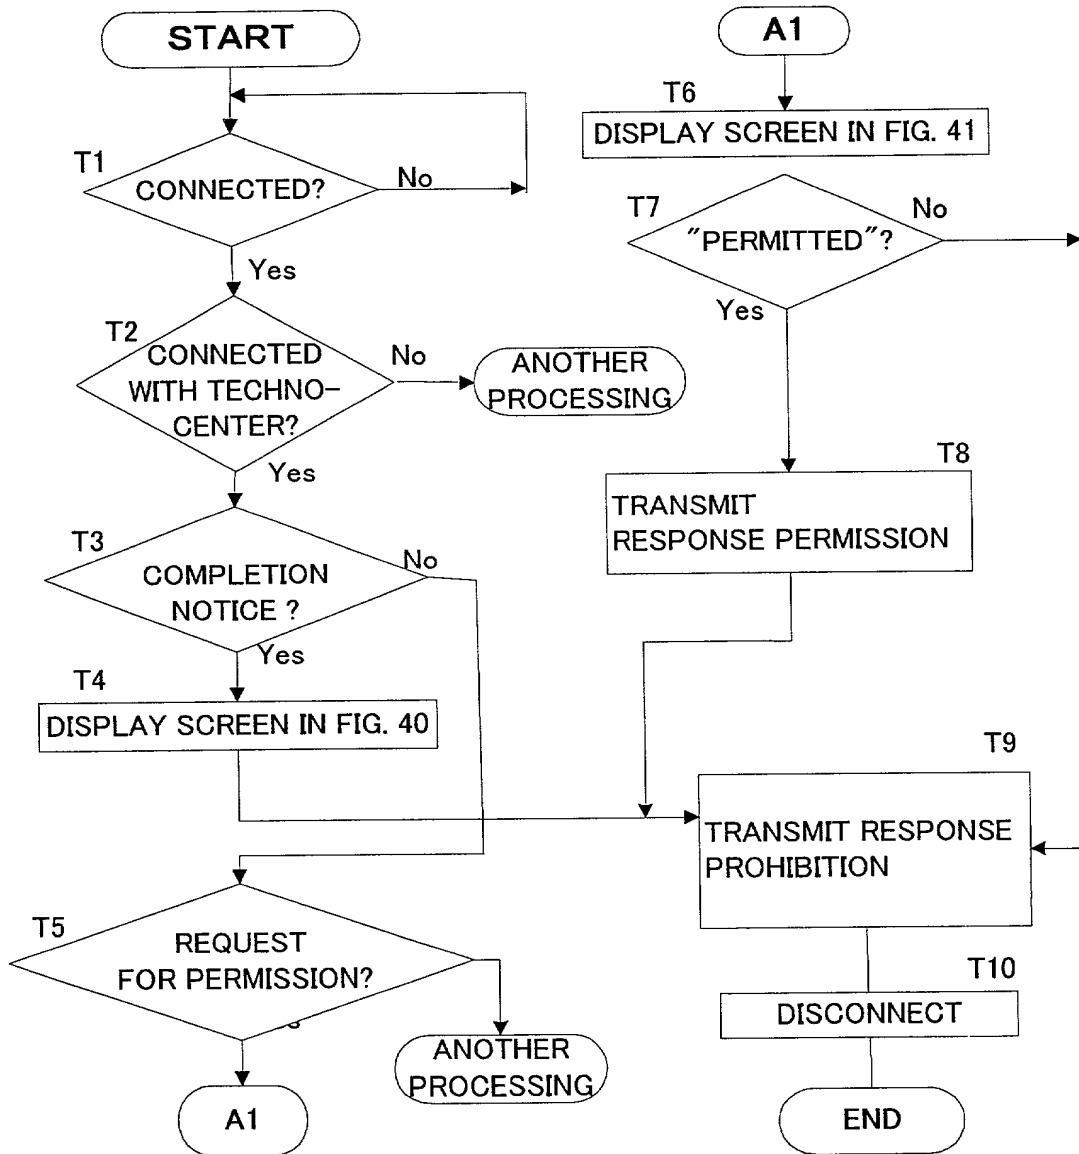 START
T1
CONNECTED?
No
Yes
T2
CONNECTED
WITH TECHNO-
CENTER?
No
ANOTHER
PROCESSING
Yes
T3
COMPLETION
NOTICE ?
No
Yes
T4
DISPLAY SCREEN IN FIG. 40
T5
REQUEST
FOR PERMISSION?
ANOTHER
PROCESSING
A1
A1
T6
DISPLAY SCREEN IN FIG. 41
T7
"PERMITTED"?
No
Yes
T8
TRANSMIT
RESPONSE PERMISSION
T9
TRANSMIT RESPONSE
PROHIBITION
T10
DISCONNECT
END